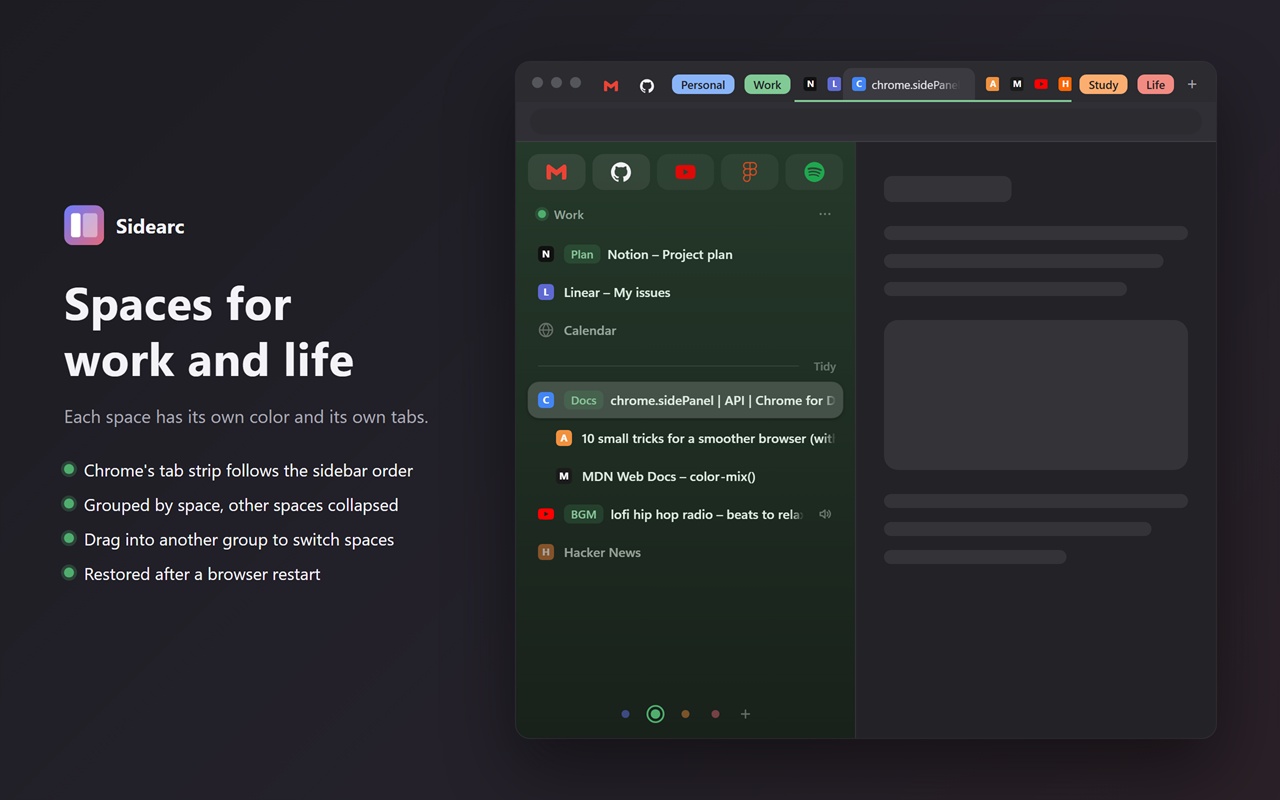 Sidearc
Spaces for
work and life
Each space has its own color and its own tabs.
Chrome's tab strip follows the sidebar order
Grouped by space, other spaces collapsed
Drag into another group to switch spaces
Restored after a browser restart
Personal Work N L C chrome.sidePane A M H Study Life +
Work ...
N Plan Notion – Project plan
L Linear – My issues
Calendar
Tidy
C Docs chrome.sidePanel | API | Chrome for D
A 10 small tricks for a smoother browser (with
M MDN Web Docs – color-mix()
BGM lofi hip hop radio – beats to rela
H Hacker News
+